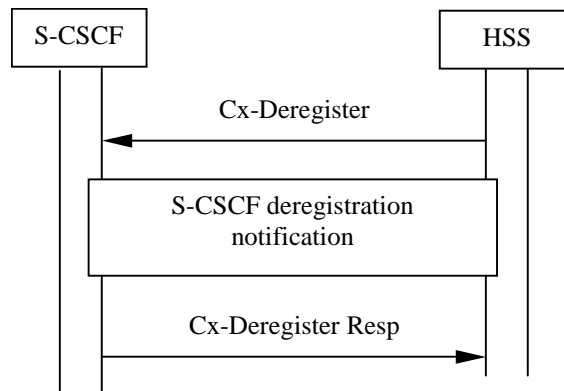 S-CSCF
HSS
Cx-Deregister
S-CSCF deregistration
notification
Cx-Deregister Resp